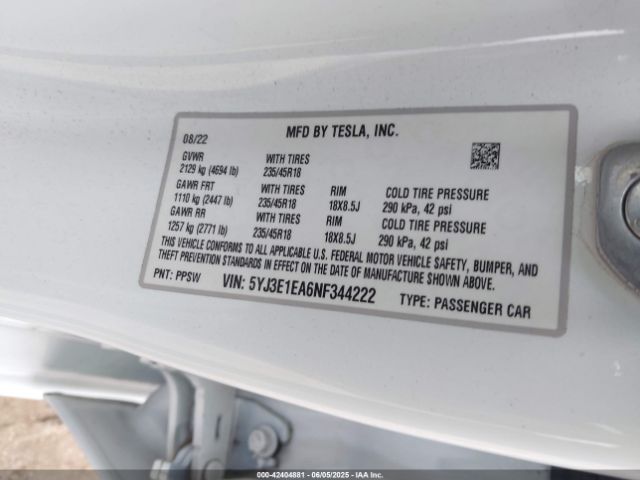 08/22 MFD BY TESLA, INC.
GVWR WITH TIRES
2129 kg (4694 lb) 235/45R18
GAWR FRT WITH TIRES RIM COLD TIRE PRESSURE
1110 kg (2447 lb) 235/45R18 18X8.5J 290 kPa, 42 psi
GAWR RR WITH TIRES RIM COLD TIRE PRESSURE
1257 kg (2771 lb) 235/45R18 18X8.5J 290 kPa, 42 psi
THIS VEHICLE CONFORMS TO ALL APPLICABLE U.S. FEDERAL MOTOR VEHICLE SAFETY, BUMPER, AND
THEFT PREVENTION STANDARDS IN EFFECT ON THE DATE OF MANUFACTURE SHOWN ABOVE.
PNT: PPSW VIN: 5YJ3E1EA6NF344222 TYPE: PASSENGER CAR
000-42404881 - 06/05/2025 - IAA Inc.